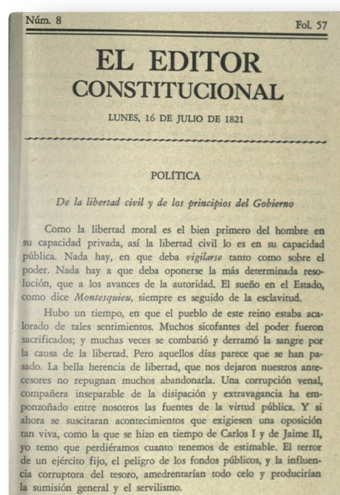 Núm. 8
Fol. 57
EL EDITOR
CONSTITUCIONAL
LUNES, 16 DE JULIO DE 1821
POLÍTICA
De la libertad civil y de los principios del Gobierno
Como la libertad moral es el bien primero del hombre en
su capacidad privada, así la libertad civil lo es en su capacidad
pública. Nada hay, en que deba vigilarse tanto como sobre el
poder. Nada hay a que deba oponerse la más determinada reso-
lución, que a los avances de la autoridad. El sueño en el Estado,
como dice Montesquieu, siempre es seguido de la esclavitud.
Hubo un tiempo, en que el pueblo de este reino estaba aca-
lorado de tales sentimientos. Muchos sicofantes del poder fueron
sacrificados; y muchas veces se combatió y derramó la sangre por
la causa de la libertad. Pero aquellos días parece que se han pa-
sado. La bella herencia de libertad, que nos dejaron nuestros ante-
cesores no repugnan muchos abandonarla. Una corrupción venal,
compañera inseparable de la disipación y extravagancia ha em-
ponzoñado entre nosotros las fuentes de la virtud pública. Y si
ahora se suscitaran acontecimientos que exigiesen una oposición
tan viva, como la que se hizo en tiempo de Carlos I y de Jaime II,
yo temo que perdiéramos cuanto tenemos de estimable. El terror
de un ejército fijo, el peligro de los fondos públicos, y la influen-
cia corruptora del tesoro, amedrentarían todo celo y producirían
la sumisión general y el servilismo.